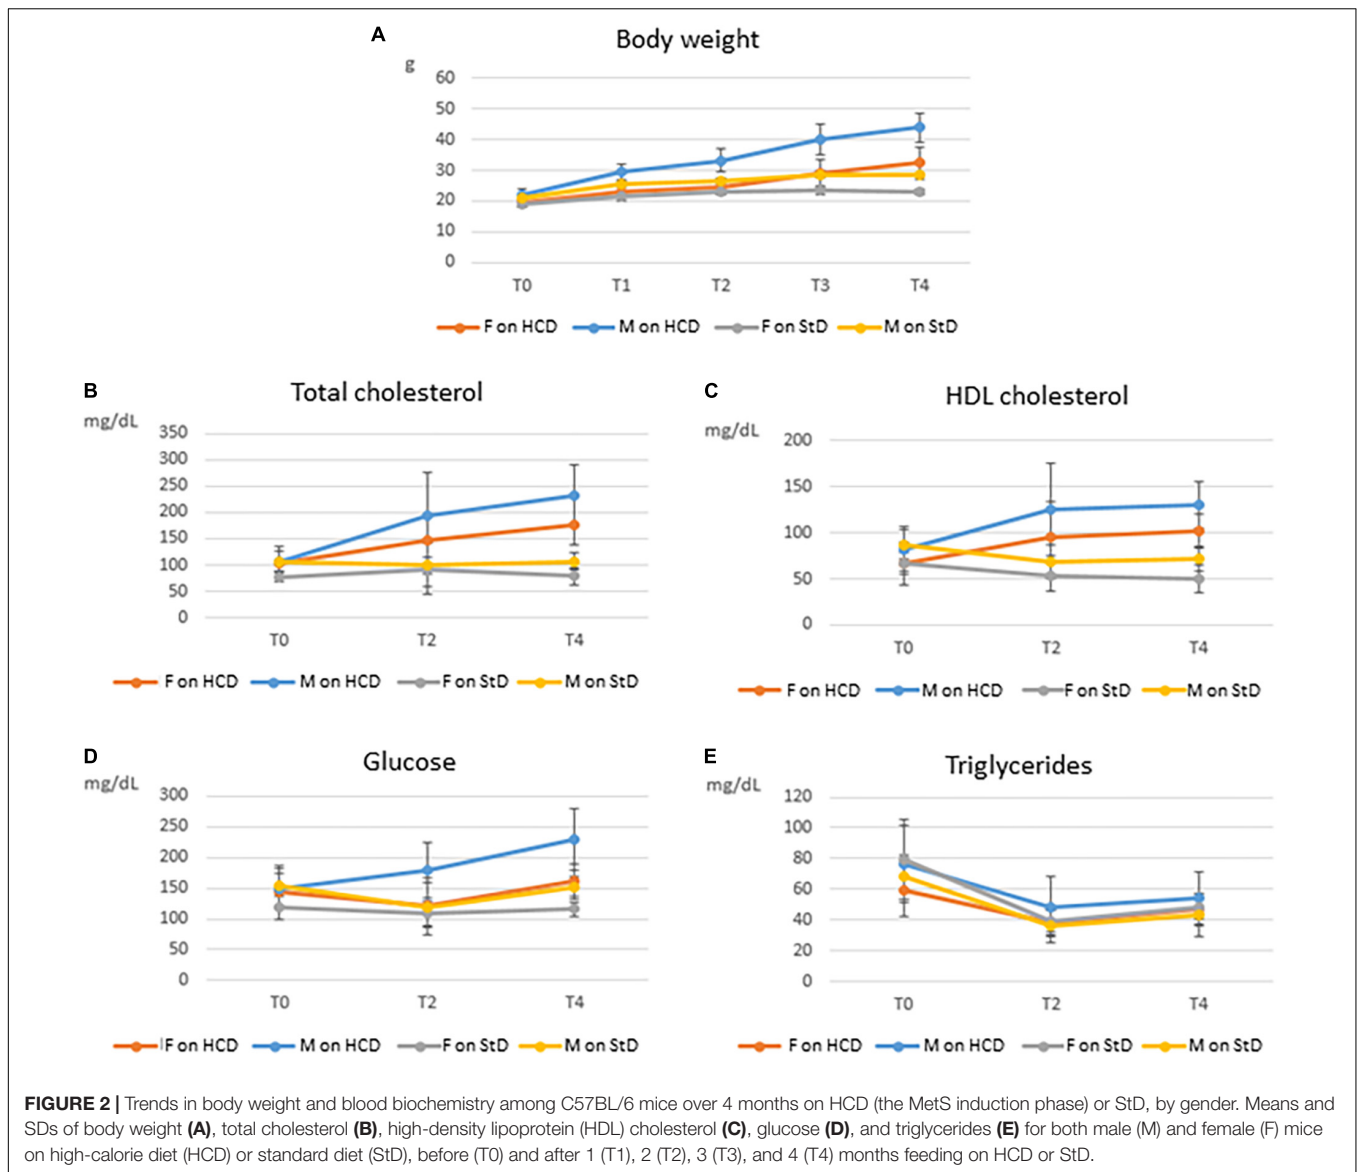 A
Body weight
g
60
50
40
30
20
10
0
T0 T1 T2 T3 T4
F on HCD M on HCD F on StD M on StD
B
Total cholesterol
mg/dL
350
300
250
200
150
100
50
0
T0 T2 T4
F on HCD M on HCD F on StD M on StD
C
HDL cholesterol
mg/dL
200
150
100
50
0
T0 T2 T4
F on HCD M on HCD F on StD M on StD
D
Glucose
mg/dL
300
250
200
150
100
50
0
T0 T2 T4
F on HCD M on HCD F on StD M on StD
E
Triglycerides
mg/dL
120
100
80
60
40
20
0
T0 T2 T4
F on HCD M on HCD F on StD M on StD
FIGURE 2 | Trends in body weight and blood biochemistry among C57BL/6 mice over 4 months on HCD (the MetS induction phase) or StD, by gender. Means and
SDs of body weight (A), total cholesterol (B), high-density lipoprotein (HDL) cholesterol (C), glucose (D), and triglycerides (E) for both male (M) and female (F) mice
on high-calorie diet (HCD) or standard diet (StD), before (T0) and after 1 (T1), 2 (T2), 3 (T3), and 4 (T4) months feeding on HCD or StD.